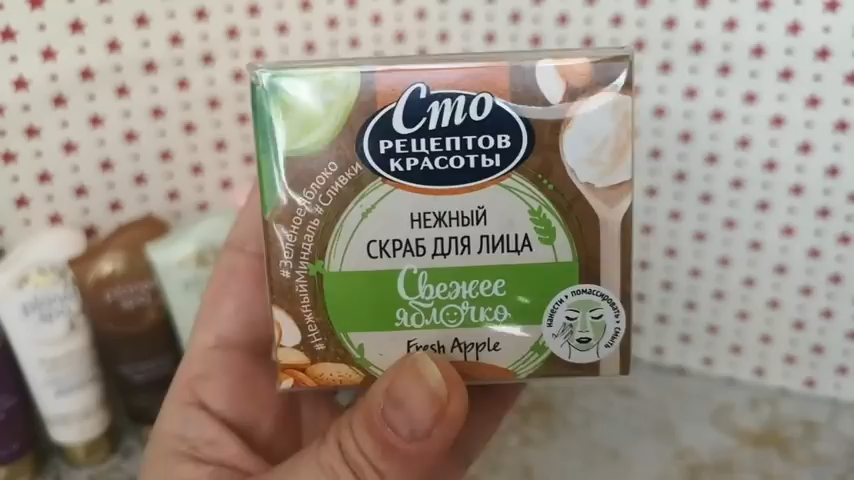 Сто
РЕЦЕПТОВ
КРАСОТЫ
#ЗеленоеЯблоко
#НежныйМиндаль #Сливки
НЕЖНЫЙ
СКРАБ ДЛЯ ЛИЦА
Свежее
яблочко
Fresh Apple
нанести помассировать смыть